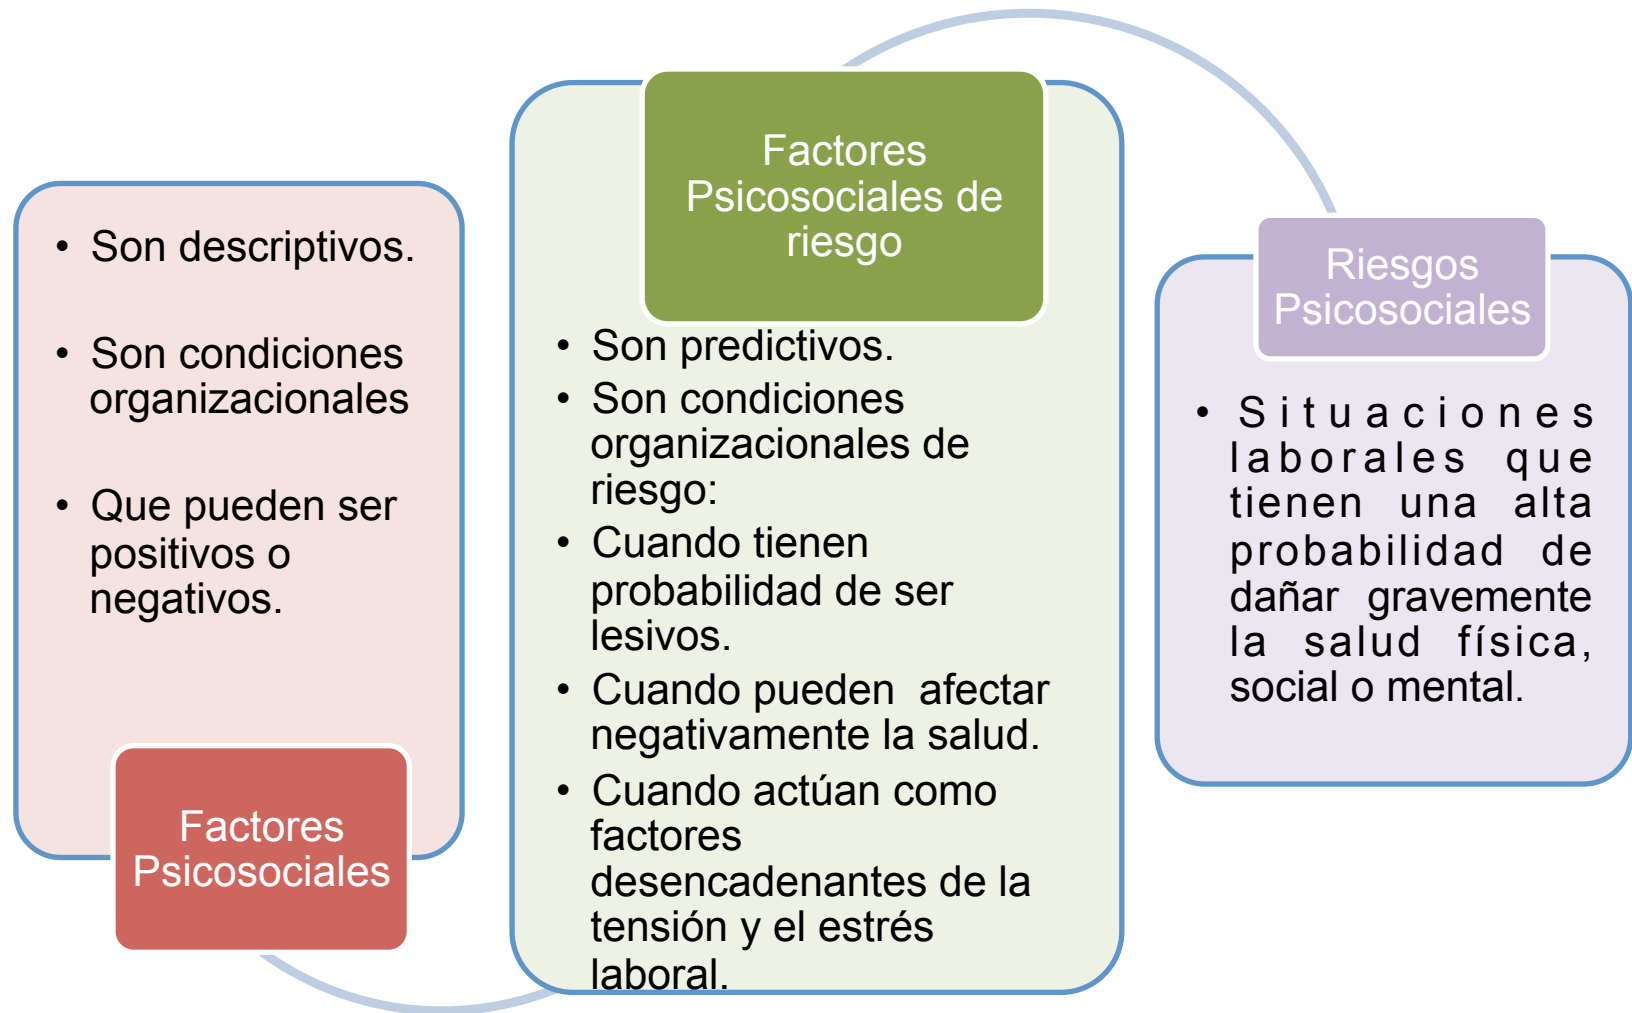 • Son descriptivos.
• Son condiciones
organizacionales
• Que pueden ser
positivos o
negativos.
Factores
Psicosociales
Factores
Psicosociales de
riesgo
• Son predictivos.
• Son condiciones
organizacionales de
riesgo:
• Cuando tienen
probabilidad de ser
lesivos.
• Cuando pueden  afectar
negativamente la salud.
• Cuando actúan como
factores
desencadenantes de la
tensión y el estrés
laboral.
Riesgos
Psicosociales
• Situaciones
laborales que
tienen una alta
probabilidad de
dañar gravemente
la salud física,
social o mental.